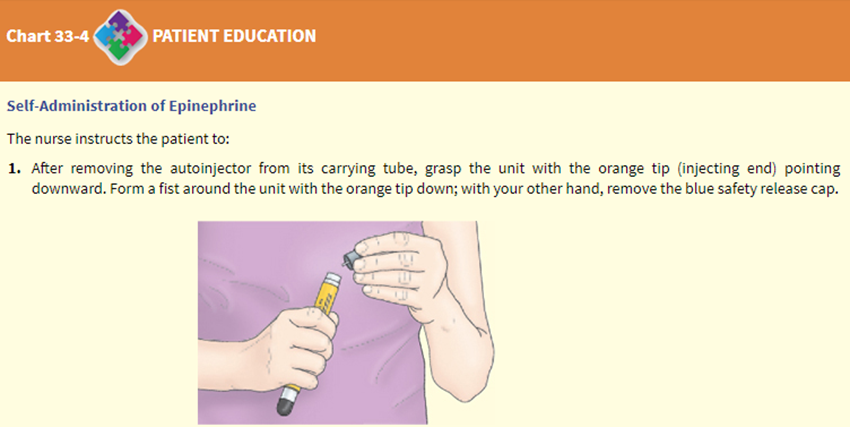 Chart 33-4 PATIENT EDUCATION
Self-Administration of Epinephrine
The nurse instructs the patient to:
1. After removing the autoinjector from its carrying tube, grasp the unit with the orange tip (injecting end) pointing
downward. Form a fist around the unit with the orange tip down; with your other hand, remove the blue safety release cap.